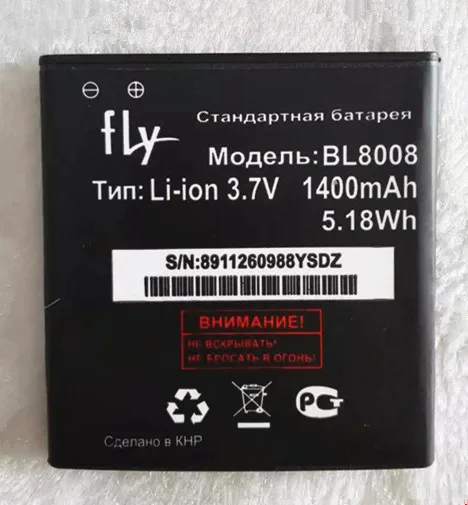 fly
Стандартная батарея
Модель:BL8008
Тип: Li-ion 3.7V 1400mAh
5.18Wh
S/N:8911260988YSDZ
ВНИМАНИЕ!
НЕ ВСКРЫВАТЬ!
НЕ БРОСАТЬ В ОГОНЬ!
РСТ
Сделано в КНР